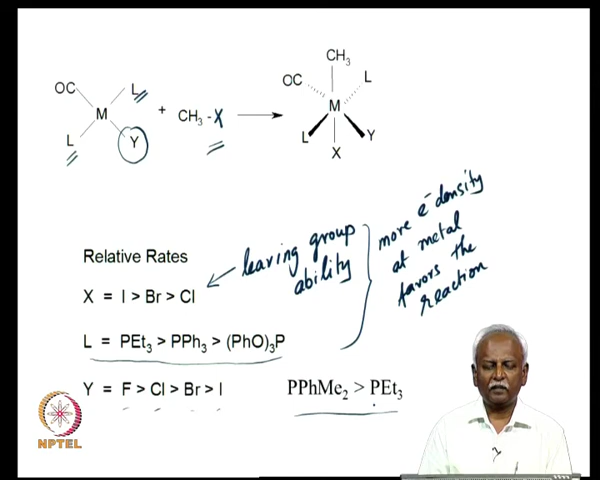 CH3
OC
L
OC
L
M
+
CH3-X
M
L
Y
L
Y
X
Relative Rates
leaving group
ability
more e⁻ density
at metal
favors the
reaction
X = I > Br > Cl
L = PEt3 > PPh3 > (PhO)3P
Y = F > Cl > Br > I
PPhMe2 > PEt3
NPTEL